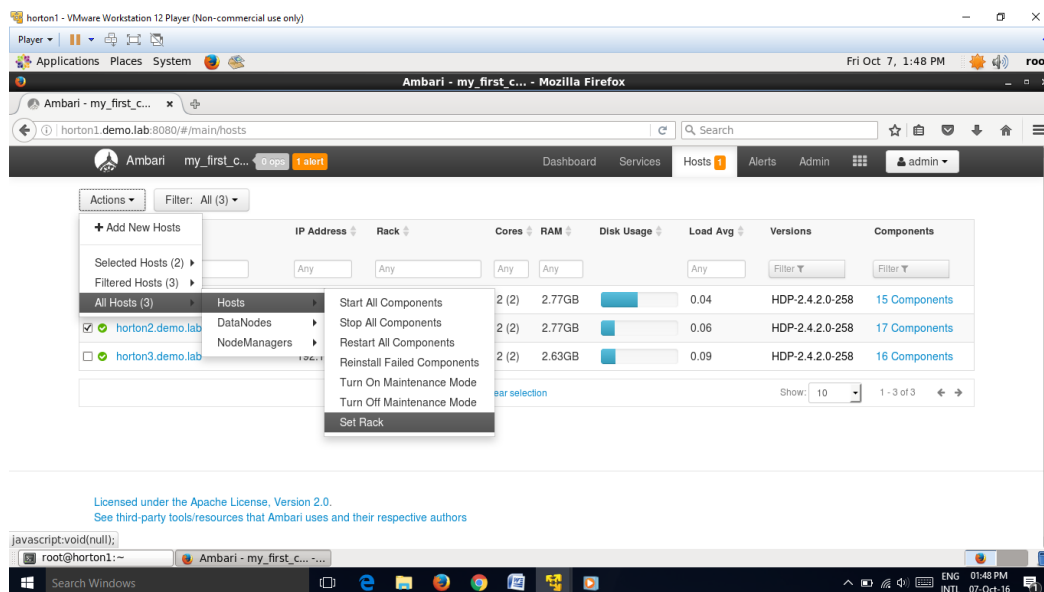 horton1 - VMware Workstation 12 Player (Non-commercial use only)
Player
Applications Places System Fri Oct 7, 1:48 PM roo
Ambari - my_first_c... - Mozilla Firefox
Ambari - my_first_c...
horton1.demo.lab:8080/#/main/hosts Search
Ambari my_first_c... 0 ops 1 alert Dashboard Services Hosts 1 Alerts Admin admin
Actions Filter: All (3)
+ Add New Hosts
IP Address Rack Cores RAM Disk Usage Load Avg Versions Components
Selected Hosts (2)
Any Any Any Any Any Filter Filter
Filtered Hosts (3)
All Hosts (3) Hosts Start All Components 2 (2) 2.77GB 0.04 HDP-2.4.2.0-258 15 Components
DataNodes Stop All Components
horton2.demo.lab 2 (2) 2.77GB 0.06 HDP-2.4.2.0-258 17 Components
NodeManagers Restart All Components
horton3.demo.lab 192.1 2 (2) 2.63GB 0.09 HDP-2.4.2.0-258 16 Components
Reinstall Failed Components
Turn On Maintenance Mode
ear selection Show: 10 1 - 3 of 3
Turn Off Maintenance Mode
Set Rack
Licensed under the Apache License, Version 2.0.
See third-party tools/resources that Ambari uses and their respective authors
javascript:void(null);
root@horton1:~ Ambari - my_first_c... -...
Search Windows ENG 01:48 PM
INTL 07-Oct-16